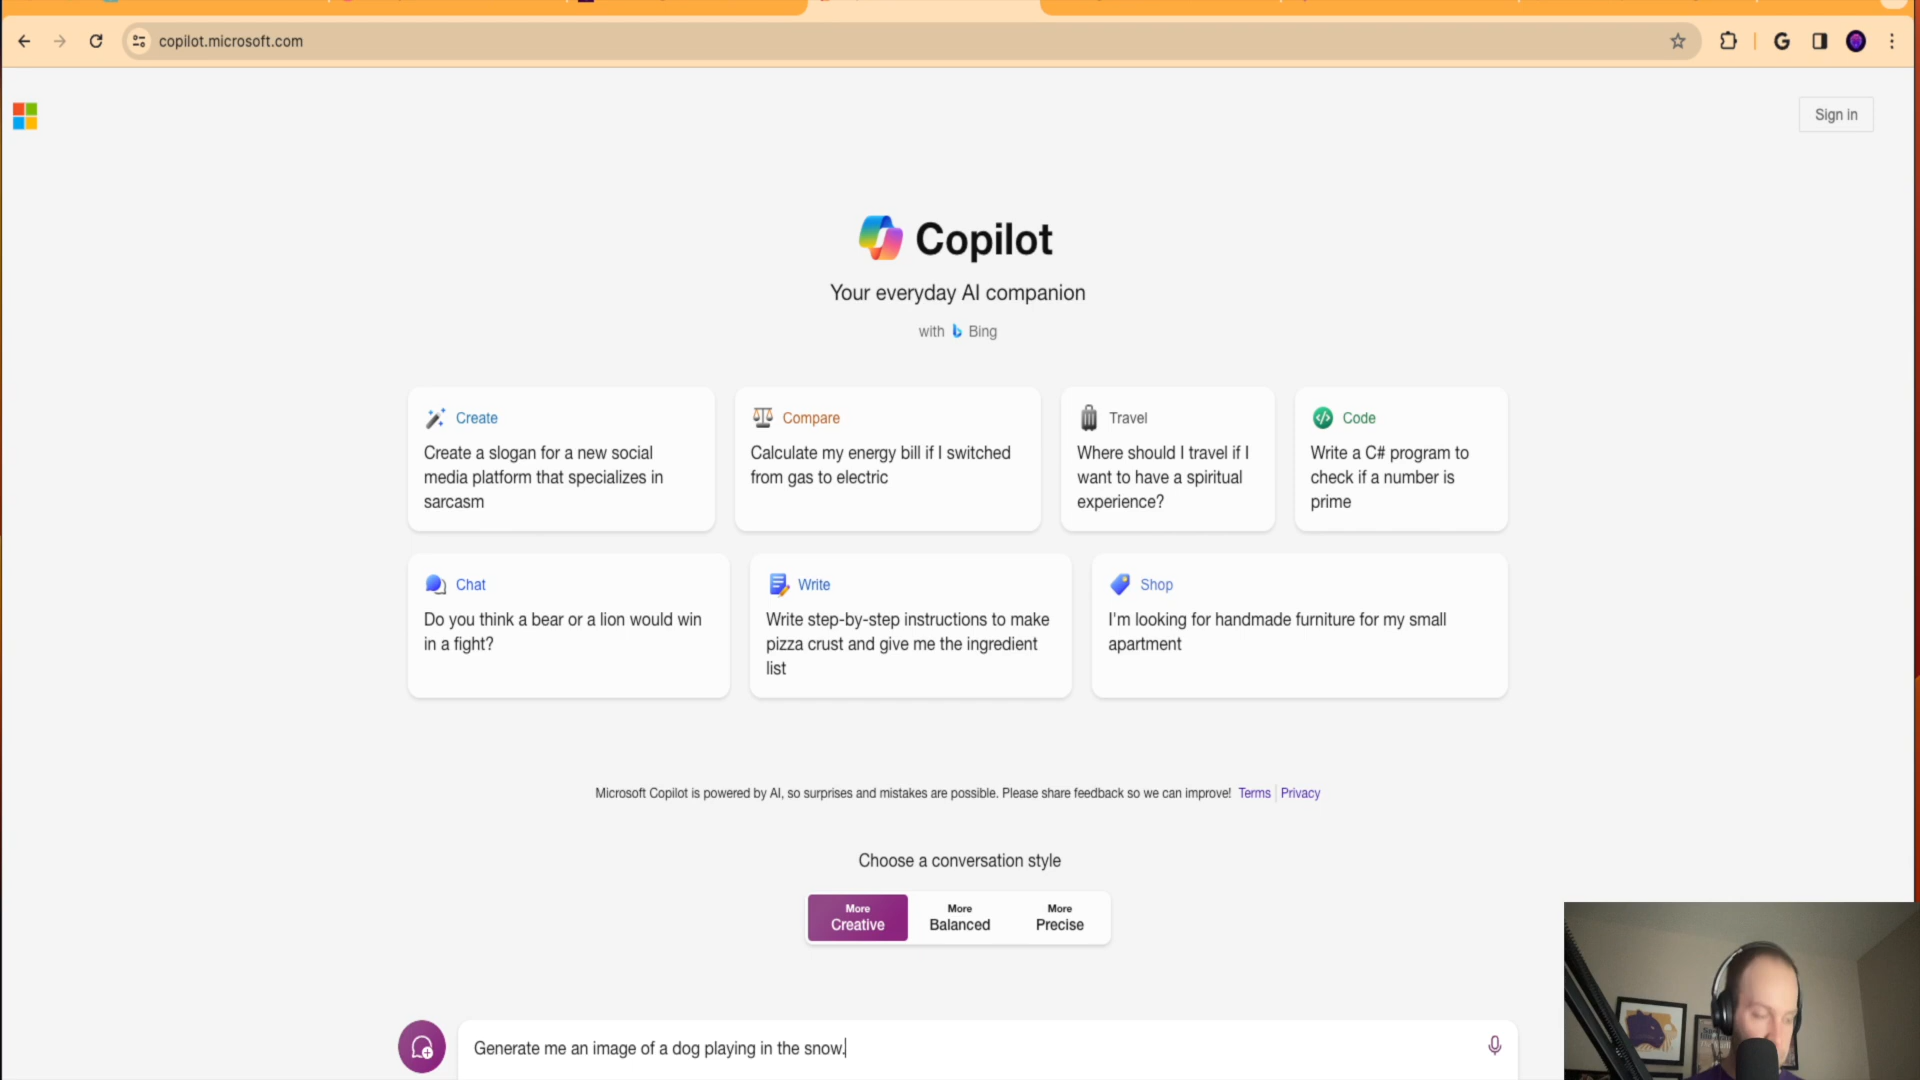 copilot.microsoft.com
Sign in
Copilot
Your everyday AI companion
with Bing
Create
Create a slogan for a new social
media platform that specializes in
sarcasm
Compare
Calculate my energy bill if I switched
from gas to electric
Travel
Where should I travel if I
want to have a spiritual
experience?
Code
Write a C# program to
check if a number is
prime
Chat
Do you think a bear or a lion would win
in a fight?
Write
Write step-by-step instructions to make
pizza crust and give me the ingredient
list
Shop
I'm looking for handmade furniture for my small
apartment
Microsoft Copilot is powered by AI, so surprises and mistakes are possible. Please share feedback so we can improve! Terms Privacy
Choose a conversation style
More
Creative
More
Balanced
More
Precise
Generate me an image of a dog playing in the snow.